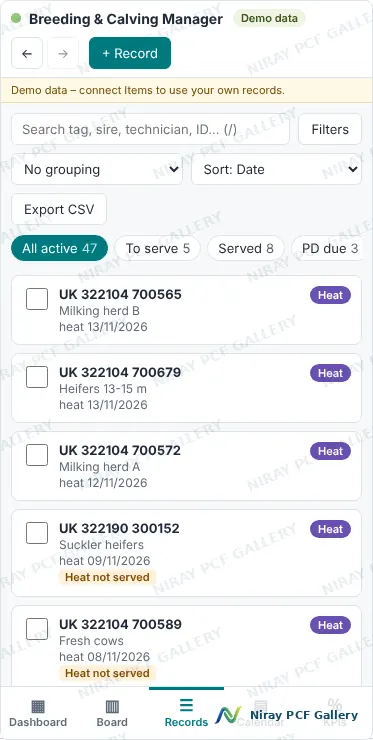 Breeding & Calving Manager
Demo data
← → + Record
Demo data – connect Items to use your own records.
Search tag, sire, technician, ID... (/)
Filters
No grouping
Sort: Date
Export CSV
All active 47
To serve 5
Served 8
PD due 3
UK 322104 700565
Heat
Milking herd B
heat 13/11/2026
UK 322104 700679
Heat
Heifers 13-15 m
heat 13/11/2026
UK 322104 700572
Heat
Milking herd A
heat 12/11/2026
UK 322190 300152
Heat
Suckler heifers
heat 09/11/2026
Heat not served
UK 322104 700589
Heat
Fresh cows
heat 08/11/2026
Heat not served
Dashboard
Board
Records
Calendar
KPIs
Niray PCF Gallery
NIRAY PCF GALLERY